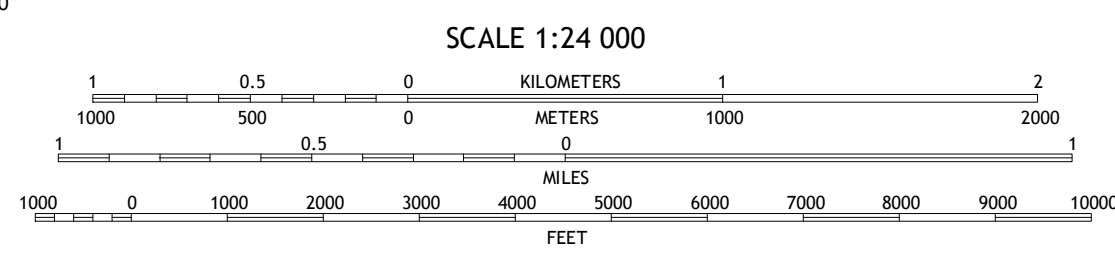 SCALE 1:24 000
1 0.5 0 KILOMETERS 1 2
1000 500 0 METERS 1000 2000
1 0.5 0 1
MILES
1000 0 1000 2000 3000 4000 5000 6000 7000 8000 9000 10000
FEET